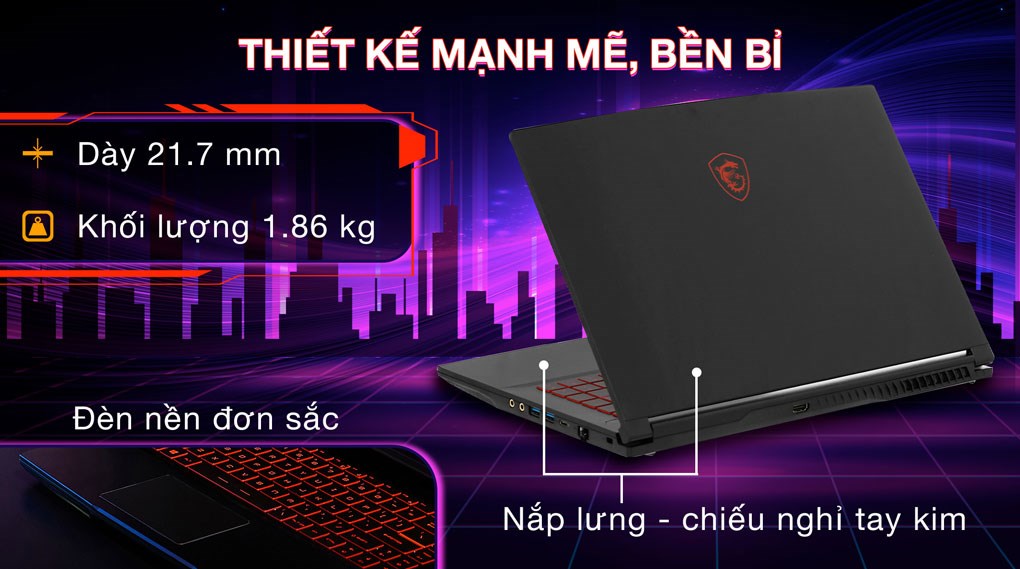 THIẾT KẾ MẠNH MẼ, BỀN BỈ
Dày 21.7 mm
Khối lượng 1.86 kg
Đèn nền đơn sắc
Nắp lưng - chiếu nghỉ tay kim